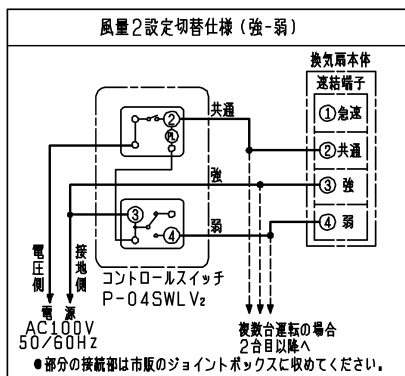 風量2設定切替仕様(強-弱)
換気扇本体
速結端子
①急速
②共通
③強
④弱
共通
②
PL
強
③
④
弱
電圧側
接地側
コントロールスイッチ
P-04SWLV2
電源
AC100V
50/60Hz
複数台運転の場合
2台目以降へ
●部分の接続部は市販のジョイントボックスに収めてください。